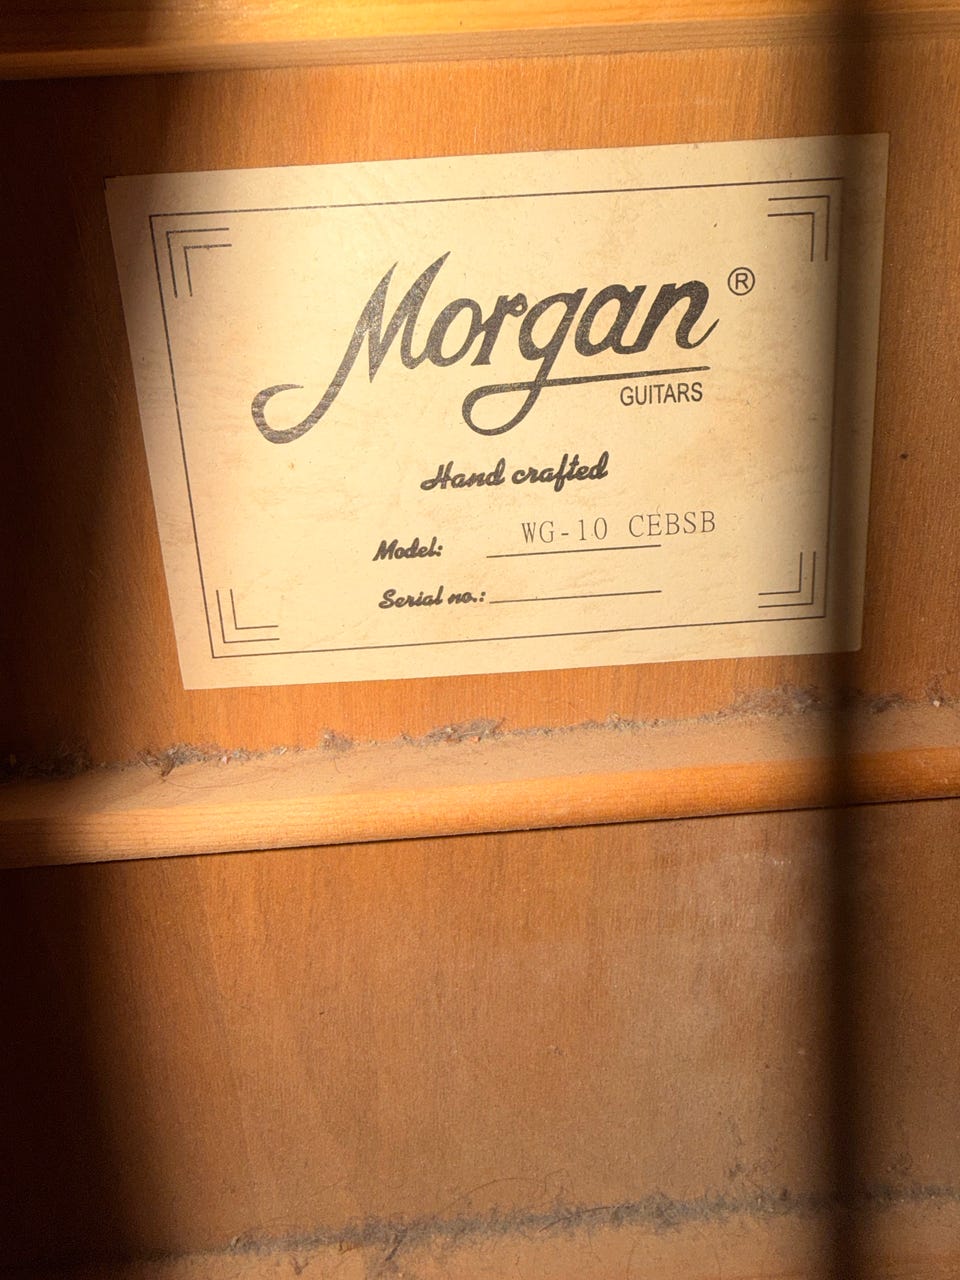 Morgan ®
GUITARS
Hand crafted
Model: WG-10 CEBSB
Serial no.: